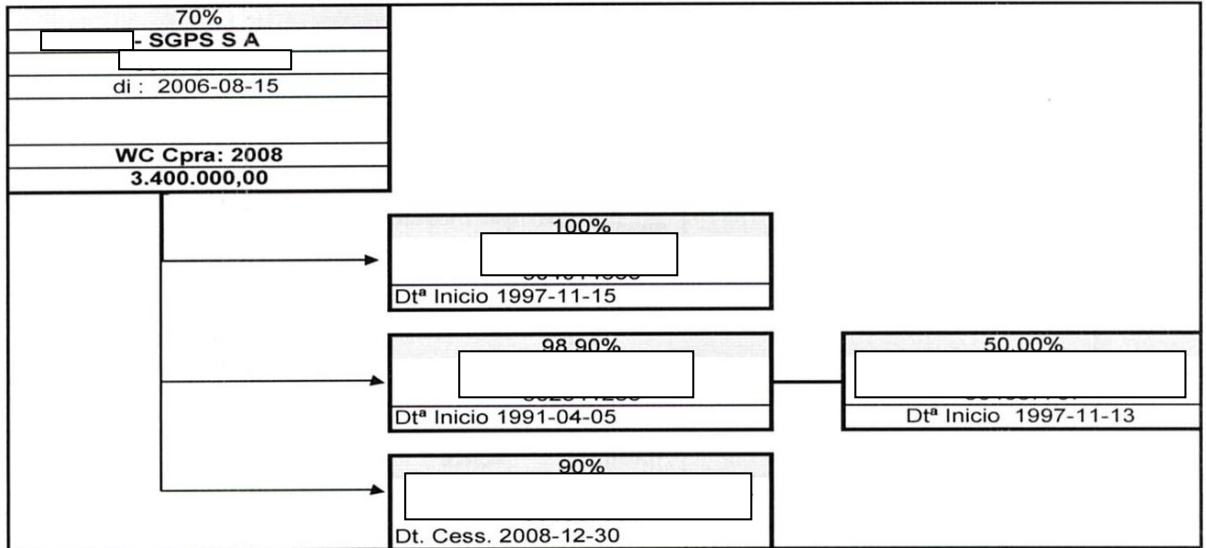 70%
- SGPS S A
di : 2006-08-15
WC Cpra: 2008
3.400.000,00
100%
Dtª Inicio 1997-11-15
98.90%
50.00%
Dtª Inicio 1991-04-05
Dtª Inicio 1997-11-13
90%
Dt. Cess. 2008-12-30